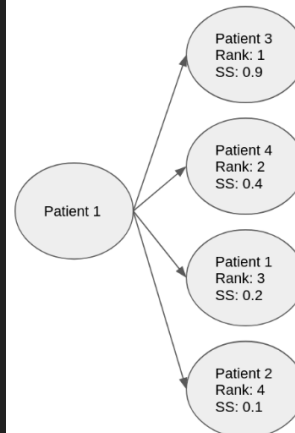 Patient 1
Patient 3
Rank: 1
SS: 0.9
Patient 4
Rank: 2
SS: 0.4
Patient 1
Rank: 3
SS: 0.2
Patient 2
Rank: 4
SS: 0.1